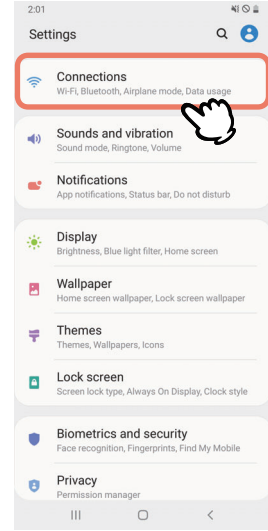 2:01
Settings
Connections
Wi-Fi, Bluetooth, Airplane mode, Data usage
Sounds and vibration
Sound mode, Ringtone, Volume
Notifications
App notifications, Status bar, Do not disturb
Display
Brightness, Blue light filter, Home screen
Wallpaper
Home screen wallpaper, Lock screen wallpaper
Themes
Themes, Wallpapers, Icons
Lock screen
Screen lock type, Always On Display, Clock style
Biometrics and security
Face recognition, Fingerprints, Find My Mobile
Privacy
Permission manager